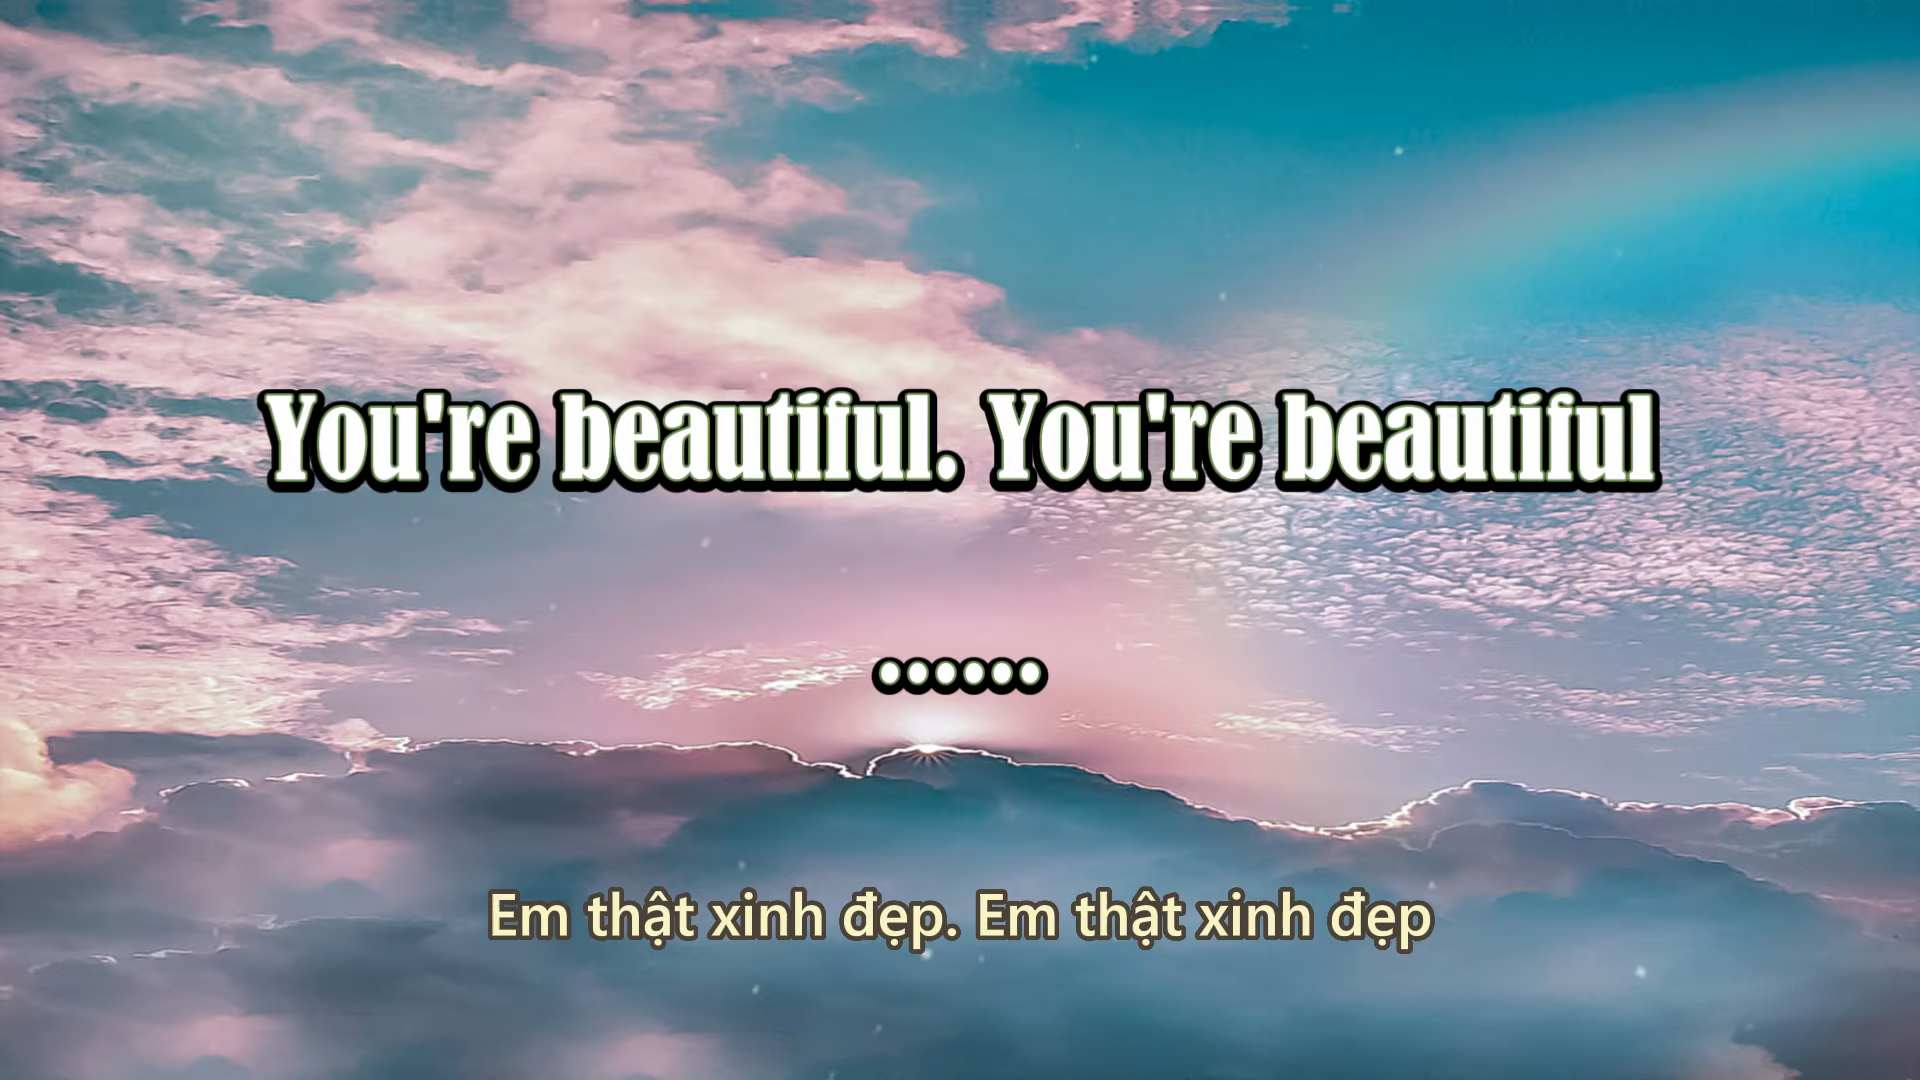 You're beautiful. You're beautiful
••••••
Em thật xinh đẹp. Em thật xinh đẹp